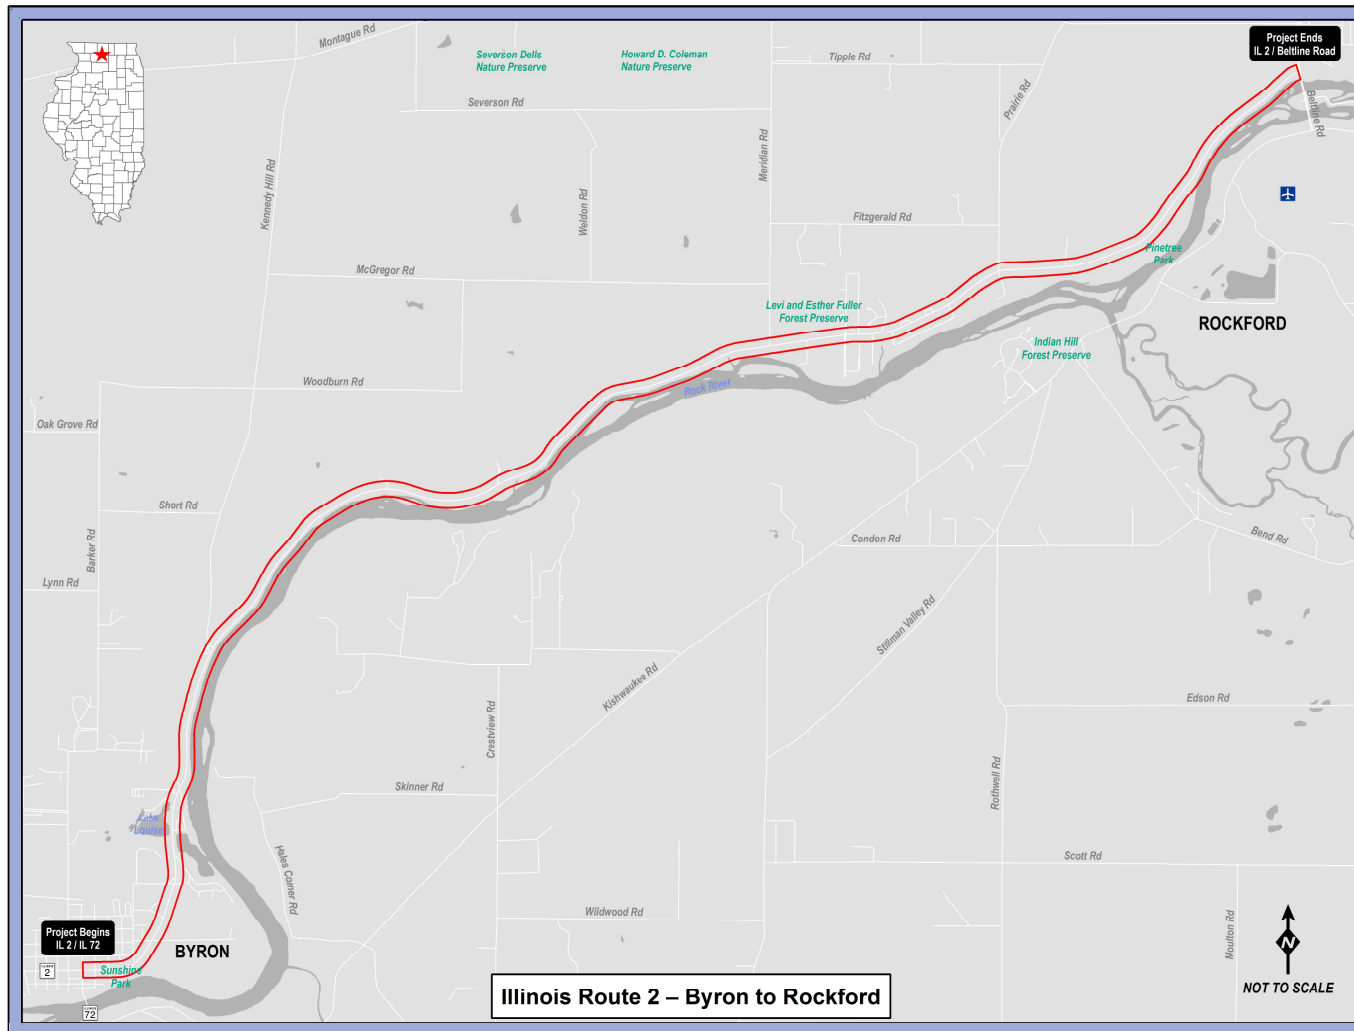 Montague Rd
Severson Dells
Nature Preserve
Howard D. Coleman
Nature Preserve
Tipple Rd
Project Ends
IL 2 / Beltline Road
Severson Rd
Prairie Rd
Beltline Rd
Meridian Rd
Kennedy Hill Rd
Weldon Rd
Fitzgerald Rd
Pinetree
Park
McGregor Rd
Levi and Esther Fuller
Forest Preserve
ROCKFORD
Indian Hill
Forest Preserve
Woodburn Rd
Rock River
Oak Grove Rd
Short Rd
Barker Rd
Condon Rd
Bend Rd
Lynn Rd
Stillman Valley Rd
Kishwaukee Rd
Edson Rd
Crestview Rd
Rothwell Rd
Skinner Rd
Lake
Louise
Hales Corner Rd
Scott Rd
Wildwood Rd
Moulton Rd
Project Begins
IL 2 / IL 72
BYRON
N
ILLINOIS
2
Sunshine
Park
Illinois Route 2 – Byron to Rockford
NOT TO SCALE
ILLINOIS
72